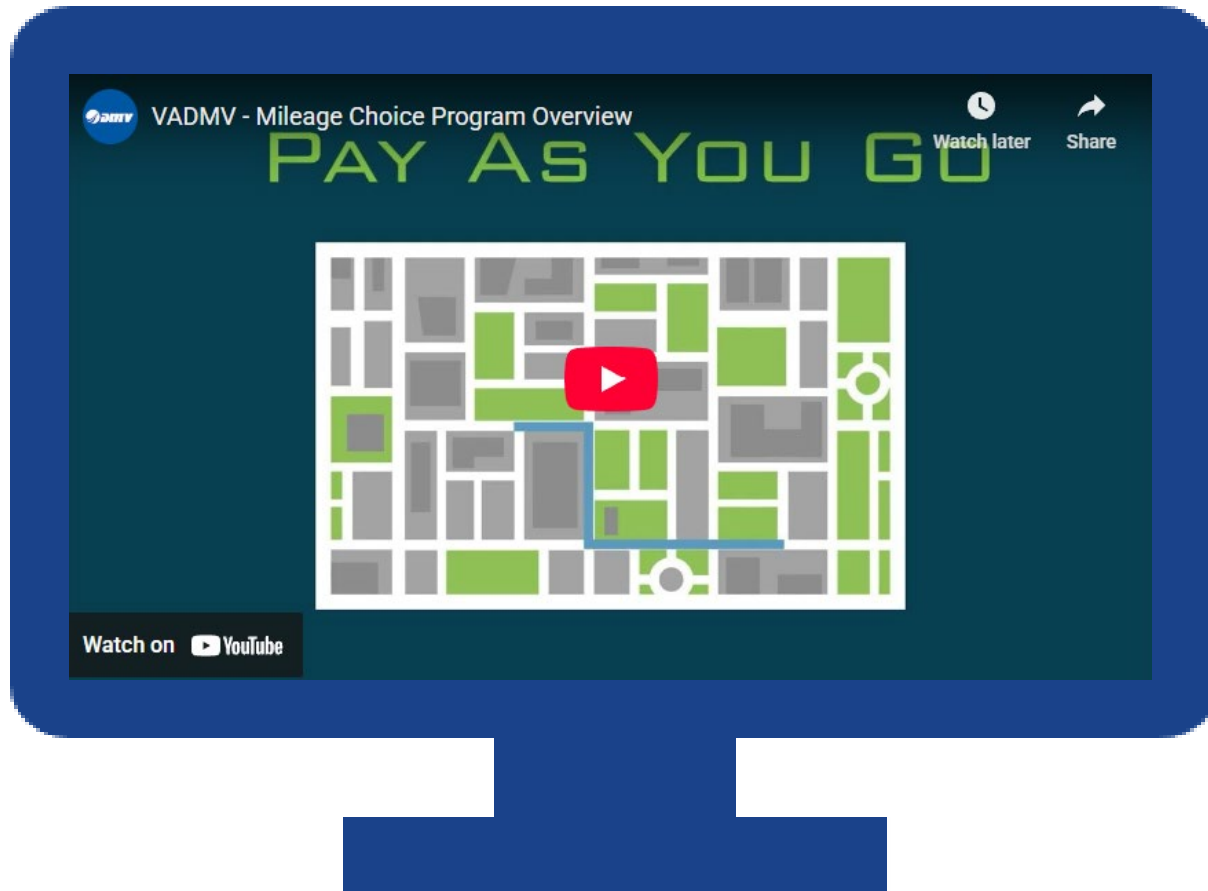 DMV
VADMV - Mileage Choice Program Overview
Watch later
Share
PAY AS YOU GO
Watch on YouTube